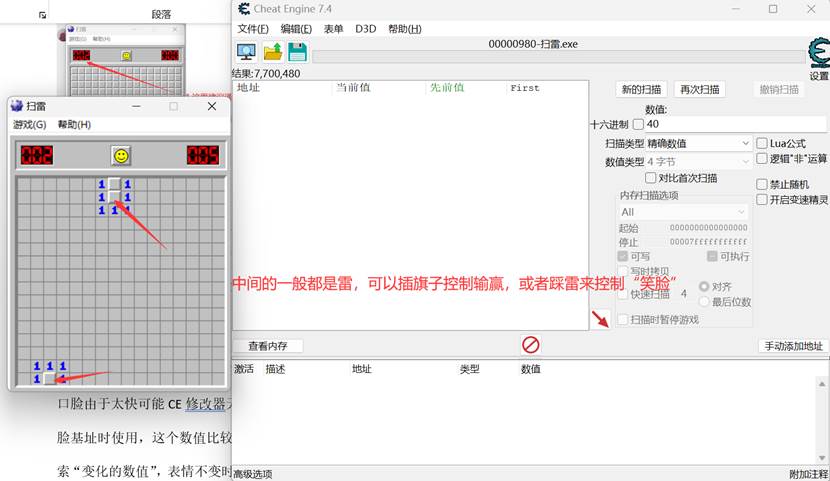 段落
Cheat Engine 7.4
文件(F) 编辑(E) 表单 D3D 帮助(H)
00000980-扫雷.exe
设置
结果:7,700,480
地址 当前值 先前值 First
新的扫描 再次扫描 撤销扫描
数值:
十六进制 40
扫描类型 精确数值
Lua公式
数值类型 4 字节
逻辑"非"运算
对比首次扫描
禁止随机
开启变速精灵
内存扫描选项
All
起始 0000000000000000
停止 00007fffffffffff
可写 可执行
写时拷贝
快速扫描 4
对齐
最后位数
扫描时暂停游戏
查看内存
手动添加地址
激活 描述 地址 类型 数值
高级选项
附加注释
扫雷
游戏(G) 帮助(H)
002
000
扫雷
游戏(G) 帮助(H)
002 005
1 1
1 1
1 1 1
1 1 1
1 1
中间的一般都是雷，可以插旗子控制输赢，或者踩雷来控制“笑脸”
口脸由于太快可能 CE 修改器
脸基址时使用，这个数值比较
索“变化的数值”，表情不变时